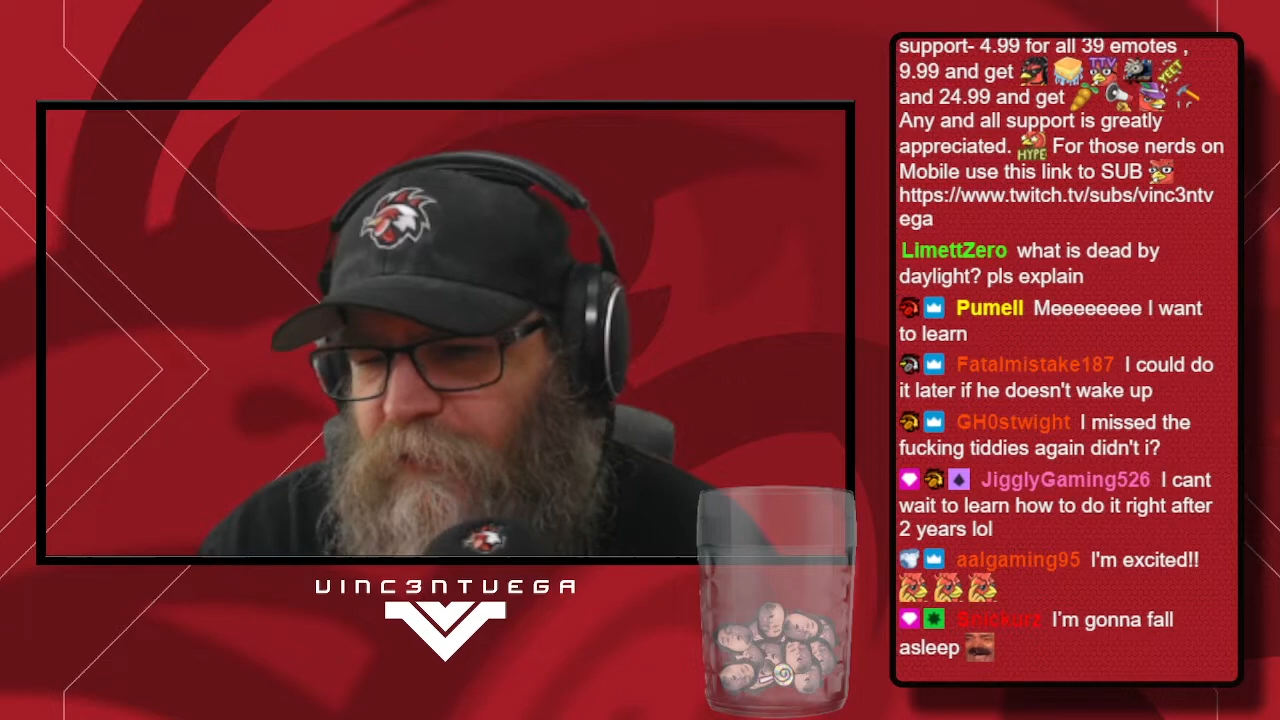 support- 4.99 for all 39 emotes ,
9.99 and get TTV YEET
and 24.99 and get
Any and all support is greatly
appreciated. HYPE For those nerds on
Mobile use this link to SUB
https://www.twitch.tv/subs/vinc3ntv
ega
LimettZero what is dead by
daylight? pls explain
Pumell Meeeeeeee I want
to learn
Fatalmistake187 I could do
it later if he doesn't wake up
GH0stwight I missed the
fucking tiddies again didn't i?
JigglyGaming526 I cant
wait to learn how to do it right after
2 years lol
aalgaming95 I'm excited!!
Snickurz I'm gonna fall
asleep
VINC3NTVEGA